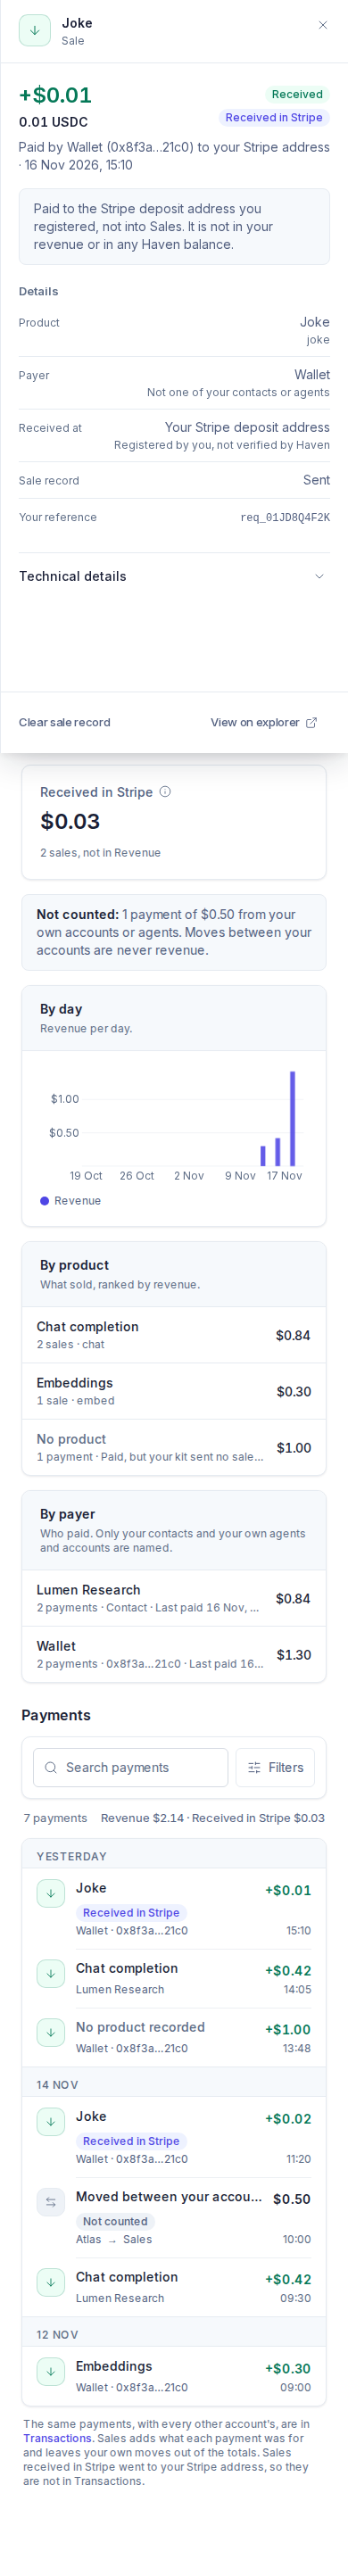 Joke
Sale
+$0.01
Received
0.01 USDC
Received in Stripe
Paid by Wallet (0x8f3a…21c0) to your Stripe address
· 16 Nov 2026, 15:10
Paid to the Stripe deposit address you
registered, not into Sales. It is not in your
revenue or in any Haven balance.
Details
Product
Joke
joke
Payer
Wallet
Not one of your contacts or agents
Received at
Your Stripe deposit address
Registered by you, not verified by Haven
Sale record
Sent
Your reference
req_01JD8Q4F2K
Technical details
Clear sale record
View on explorer
Received in Stripe
$0.03
2 sales, not in Revenue
Not counted: 1 payment of $0.50 from your
own accounts or agents. Moves between your
accounts are never revenue.
By day
Revenue per day.
$1.00
$0.50
19 Oct 26 Oct 2 Nov 9 Nov 17 Nov
Revenue
By product
What sold, ranked by revenue.
Chat completion
2 sales · chat
$0.84
Embeddings
1 sale · embed
$0.30
No product
1 payment · Paid, but your kit sent no sale…
$1.00
By payer
Who paid. Only your contacts and your own agents
and accounts are named.
Lumen Research
2 payments · Contact · Last paid 16 Nov, …
$0.84
Wallet
2 payments · 0x8f3a…21c0 · Last paid 16…
$1.30
Payments
Search payments
Filters
7 payments
Revenue $2.14 · Received in Stripe $0.03
YESTERDAY
Joke
+$0.01
Received in Stripe
Wallet · 0x8f3a…21c0
15:10
Chat completion
+$0.42
Lumen Research
14:05
No product recorded
+$1.00
Wallet · 0x8f3a…21c0
13:48
14 NOV
Joke
+$0.02
Received in Stripe
Wallet · 0x8f3a…21c0
11:20
Moved between your accou…
$0.50
Not counted
Atlas → Sales
10:00
Chat completion
+$0.42
Lumen Research
09:30
12 NOV
Embeddings
+$0.30
Wallet · 0x8f3a…21c0
09:00
The same payments, with every other account's, are in
Transactions. Sales adds what each payment was for
and leaves your own moves out of the totals. Sales
received in Stripe went to your Stripe address, so they
are not in Transactions.